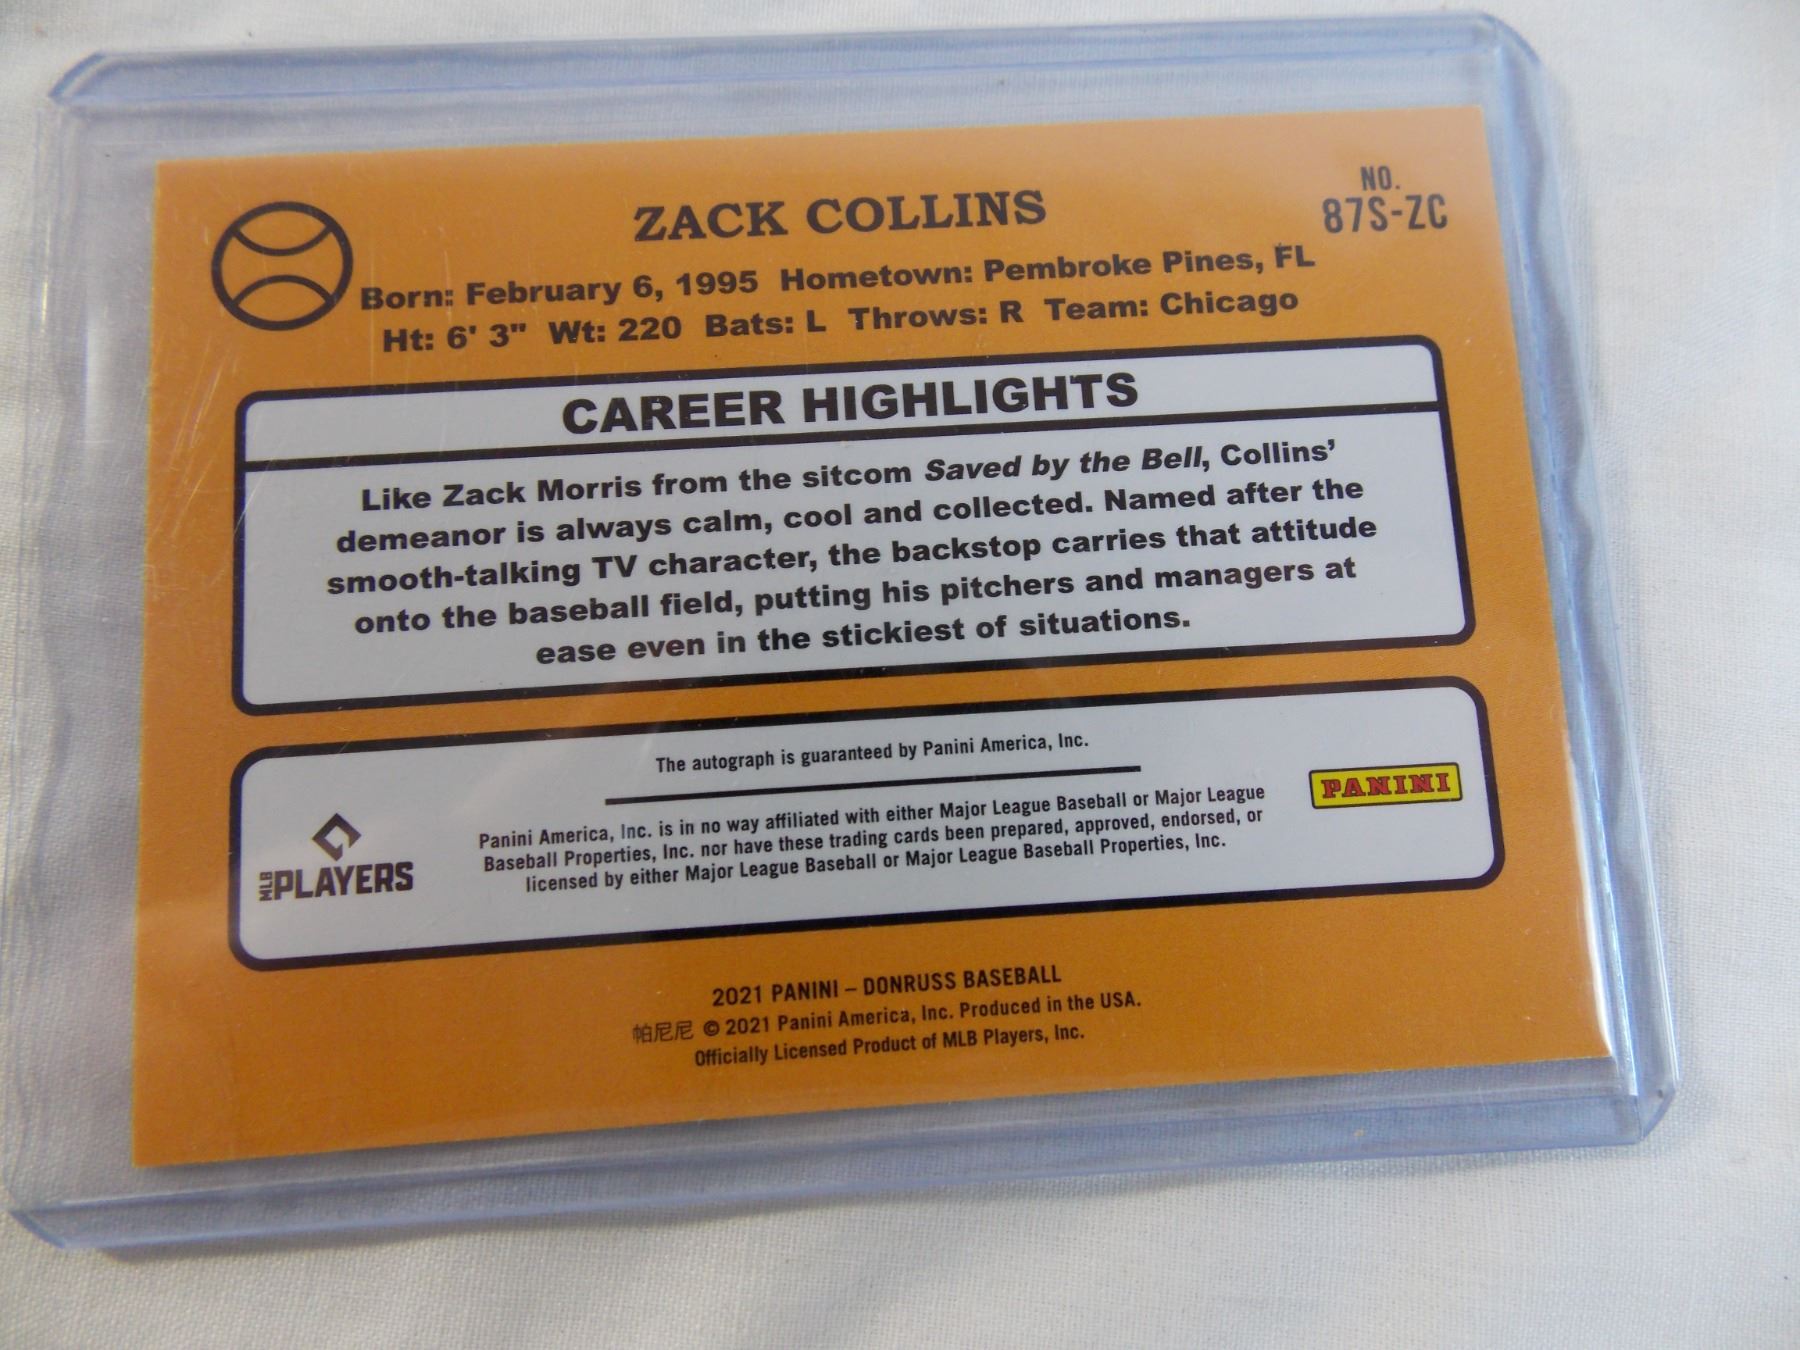 NO.
87S-ZC
ZACK COLLINS
Born: February 6, 1995 Hometown: Pembroke Pines, FL
Ht: 6' 3" Wt: 220 Bats: L Throws: R Team: Chicago
CAREER HIGHLIGHTS
Like Zack Morris from the sitcom Saved by the Bell, Collins’
demeanor is always calm, cool and collected. Named after the
smooth-talking TV character, the backstop carries that attitude
onto the baseball field, putting his pitchers and managers at
ease even in the stickiest of situations.
The autograph is guaranteed by Panini America, Inc.
Panini America, Inc. is in no way affiliated with either Major League Baseball or Major League
Baseball Properties, Inc. nor have these trading cards been prepared, approved, endorsed, or
licensed by either Major League Baseball or Major League Baseball Properties, Inc.
MLB PLAYERS
PANINI
2021 PANINI – DONRUSS BASEBALL
帕尼尼 © 2021 Panini America, Inc. Produced in the USA.
Officially Licensed Product of MLB Players, Inc.